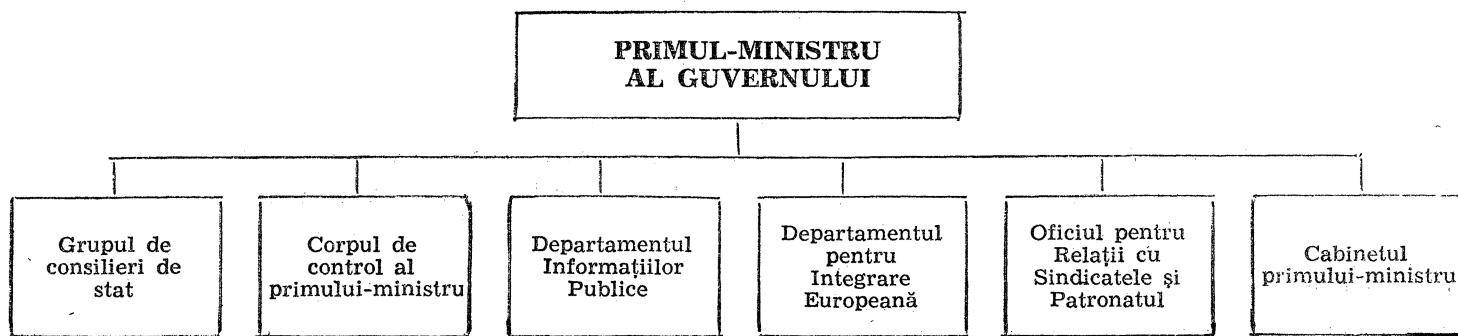 PRIMUL-MINISTRU
AL GUVERNULUI
Grupul de
consilieri de
stat
Corpul de
control al
primului-ministru
Departamentul
Informațiilor
Publice
Departamentul
pentru
Integrare
Europeană
Oficiul pentru
Relații cu
Sindicatele și
Patronatul
Cabinetul
primului-ministru